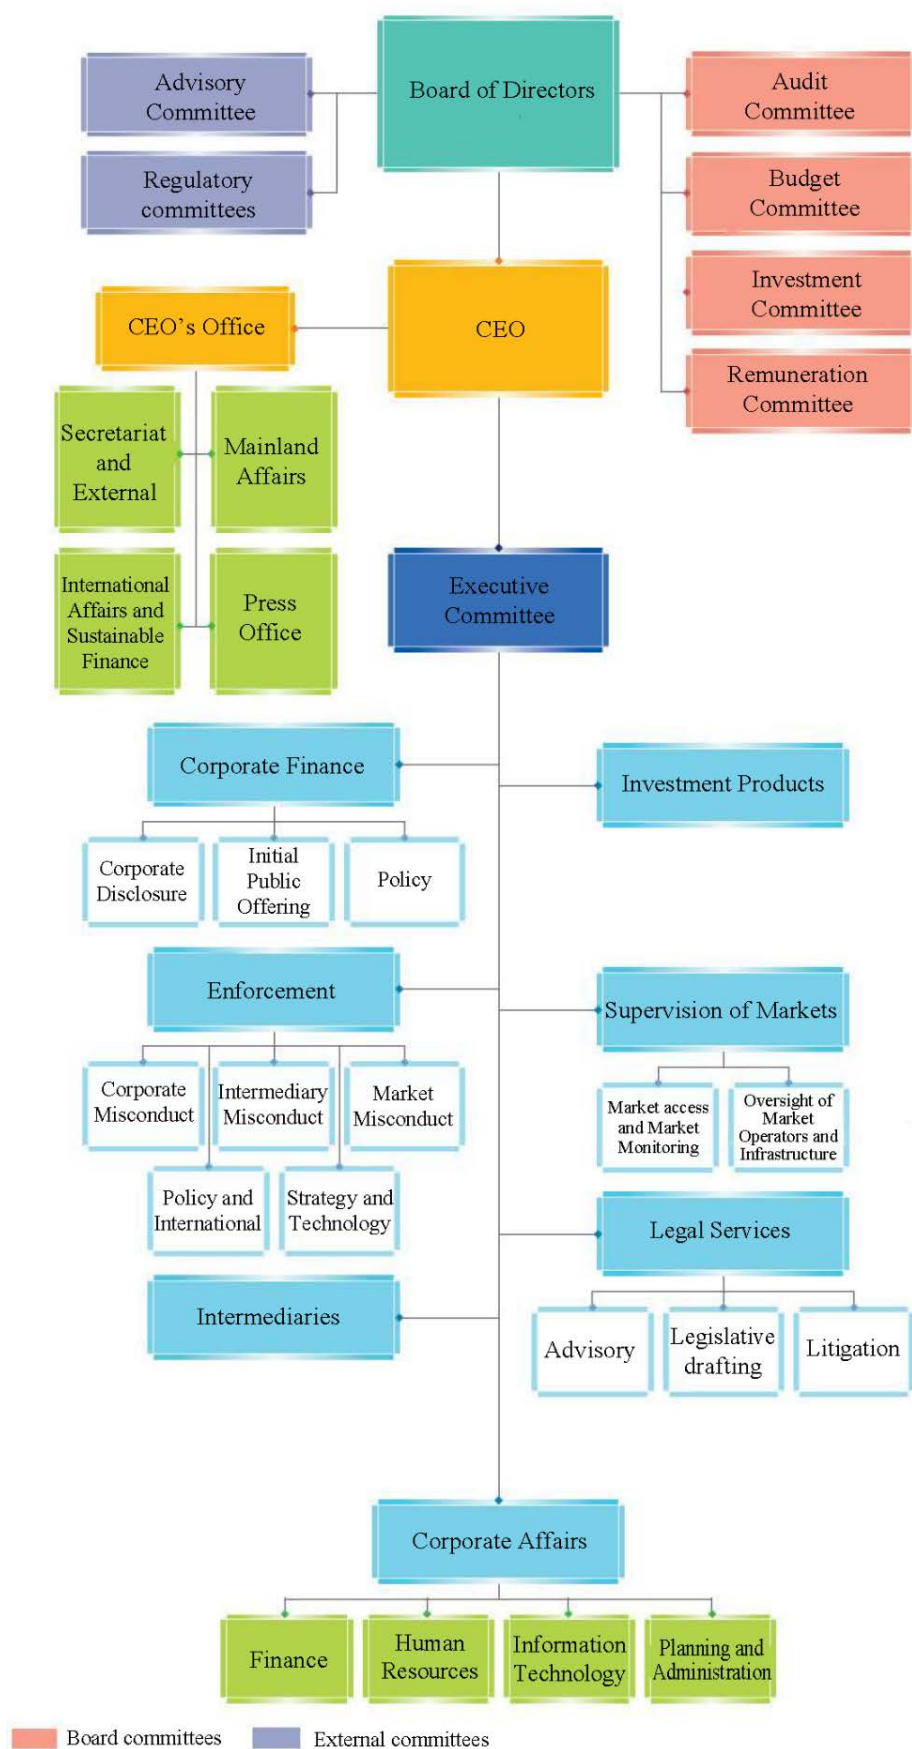 Board of Directors
Advisory
Committee
Regulatory
committees
Audit
Committee
Budget
Committee
Investment
Committee
Remuneration
Committee
CEO’s Office
CEO
Secretariat
and
External
Mainland
Affairs
International
Affairs and
Sustainable
Finance
Press
Office
Executive
Committee
Corporate Finance
Investment Products
Corporate
Disclosure
Initial
Public
Offering
Policy
Enforcement
Supervision of Markets
Corporate
Misconduct
Intermediary
Misconduct
Market
Misconduct
Policy and
International
Strategy and
Technology
Market access
and Market
Monitoring
Oversight of
Market
Operators and
Infrastructure
Legal Services
Intermediaries
Advisory
Legislative
drafting
Litigation
Corporate Affairs
Finance
Human
Resources
Information
Technology
Planning and
Administration
Board committees
External committees